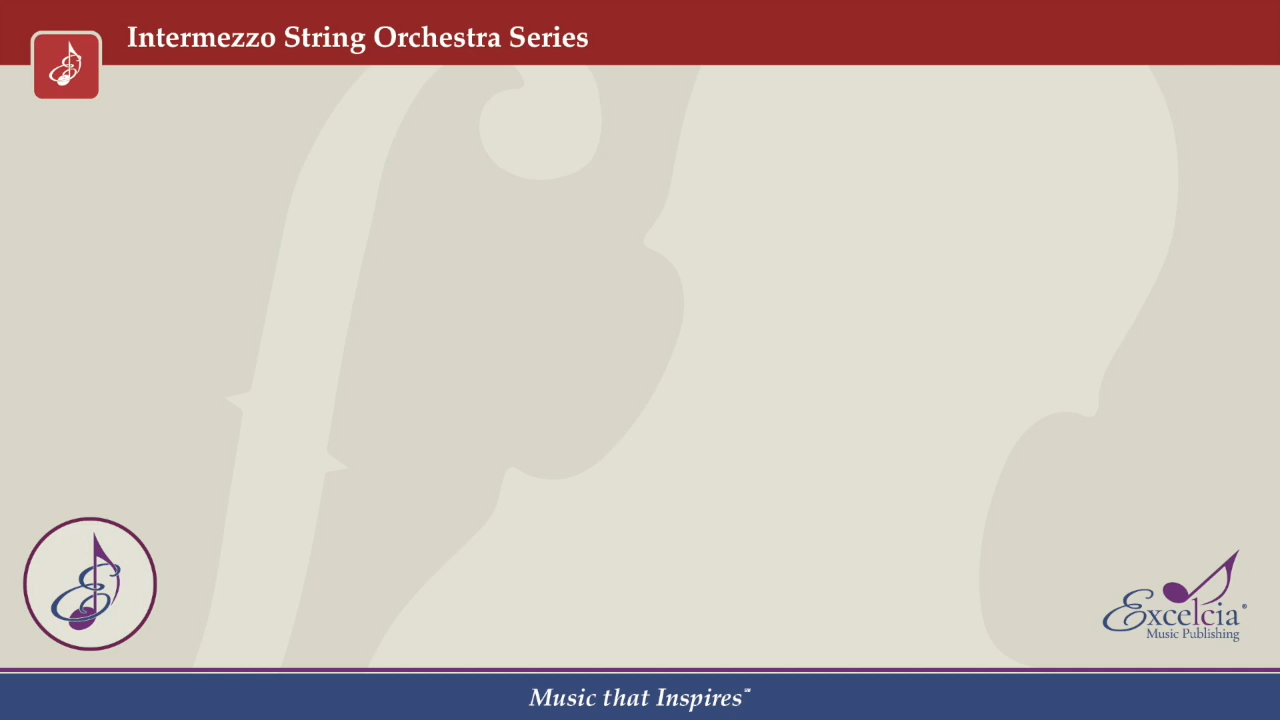 Intermezzo String Orchestra Series
Excelcia®
Music Publishing
Music that Inspires℠